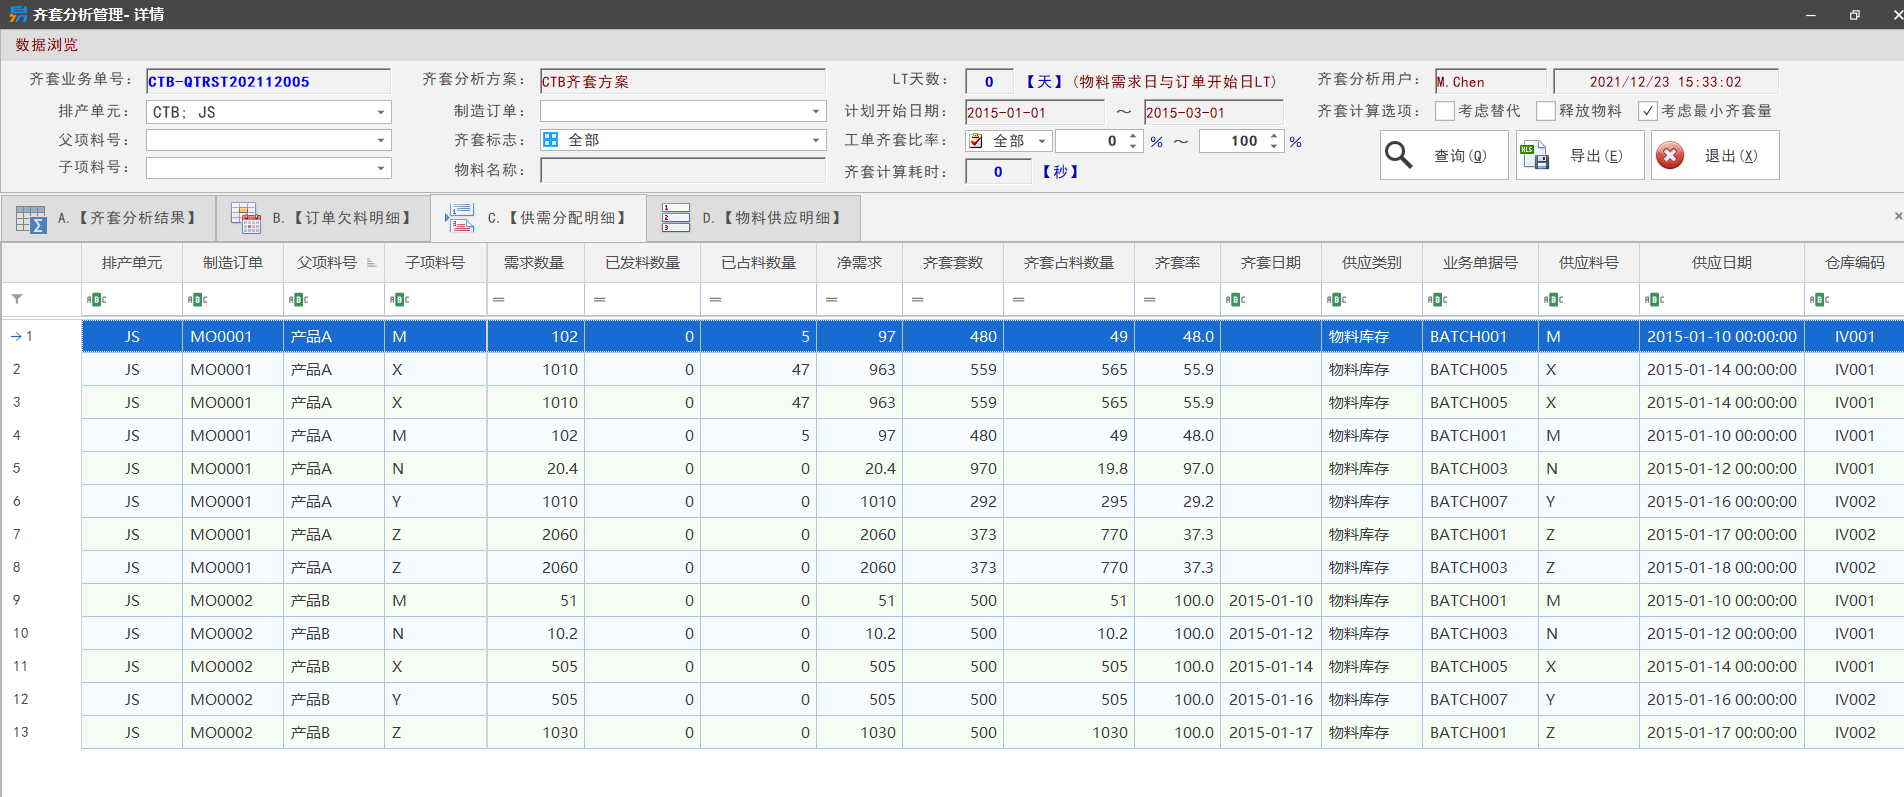 齐套分析管理- 详情
数据浏览
齐套业务单号： CTB-QTRST202112005 齐套分析方案： CTB齐套方案 LT天数： 0 【天】(物料需求日与订单开始日LT) 齐套分析用户： M.Chen 2021/12/23 15:33:02
排产单元： CTB; JS 制造订单： 计划开始日期： 2015-01-01 ～ 2015-03-01 齐套计算选项： 考虑替代 释放物料 考虑最小齐套量
父项料号： 齐套标志： 全部 工单齐套比率： 全部 0 % ～ 100 % 查询(Q) XLS 导出(E) 退出(X)
子项料号： 物料名称： 齐套计算耗时： 0 【秒】
A.【齐套分析结果】 B.【订单欠料明细】 C.【供需分配明细】 D.【物料供应明细】
排产单元 制造订单 父项料号 子项料号 需求数量 已发料数量 已占料数量 净需求 齐套套数 齐套占料数量 齐套率 齐套日期 供应类别 业务单据号 供应料号 供应日期 仓库编码
ABC ABC ABC ABC = = = = = = = ABC ABC ABC ABC ABC ABC
1 JS MO0001 产品A M 102 0 5 97 480 49 48.0 物料库存 BATCH001 M 2015-01-10 00:00:00 IV001
2 JS MO0001 产品A X 1010 0 47 963 559 565 55.9 物料库存 BATCH005 X 2015-01-14 00:00:00 IV001
3 JS MO0001 产品A X 1010 0 47 963 559 565 55.9 物料库存 BATCH005 X 2015-01-14 00:00:00 IV001
4 JS MO0001 产品A M 102 0 5 97 480 49 48.0 物料库存 BATCH001 M 2015-01-10 00:00:00 IV001
5 JS MO0001 产品A N 20.4 0 0 20.4 970 19.8 97.0 物料库存 BATCH003 N 2015-01-12 00:00:00 IV001
6 JS MO0001 产品A Y 1010 0 0 1010 292 295 29.2 物料库存 BATCH007 Y 2015-01-16 00:00:00 IV002
7 JS MO0001 产品A Z 2060 0 0 2060 373 770 37.3 物料库存 BATCH001 Z 2015-01-17 00:00:00 IV002
8 JS MO0001 产品A Z 2060 0 0 2060 373 770 37.3 物料库存 BATCH003 Z 2015-01-18 00:00:00 IV002
9 JS MO0002 产品B M 51 0 0 51 500 51 100.0 2015-01-10 物料库存 BATCH001 M 2015-01-10 00:00:00 IV001
10 JS MO0002 产品B N 10.2 0 0 10.2 500 10.2 100.0 2015-01-12 物料库存 BATCH003 N 2015-01-12 00:00:00 IV001
11 JS MO0002 产品B X 505 0 0 505 500 505 100.0 2015-01-14 物料库存 BATCH005 X 2015-01-14 00:00:00 IV001
12 JS MO0002 产品B Y 505 0 0 505 500 505 100.0 2015-01-16 物料库存 BATCH007 Y 2015-01-16 00:00:00 IV002
13 JS MO0002 产品B Z 1030 0 0 1030 500 1030 100.0 2015-01-17 物料库存 BATCH001 Z 2015-01-17 00:00:00 IV002